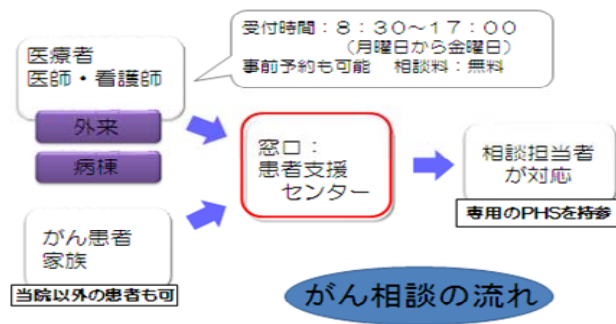 医療者
医師・看護師
外来
病棟
受付時間：８：３０～１７：００
（月曜日から金曜日）
事前予約も可能　相談料：無料
がん患者
家族
当院以外の患者も可
窓口：
患者支援
センター
相談担当者
が対応
専用のPHSを持参
がん相談の流れ